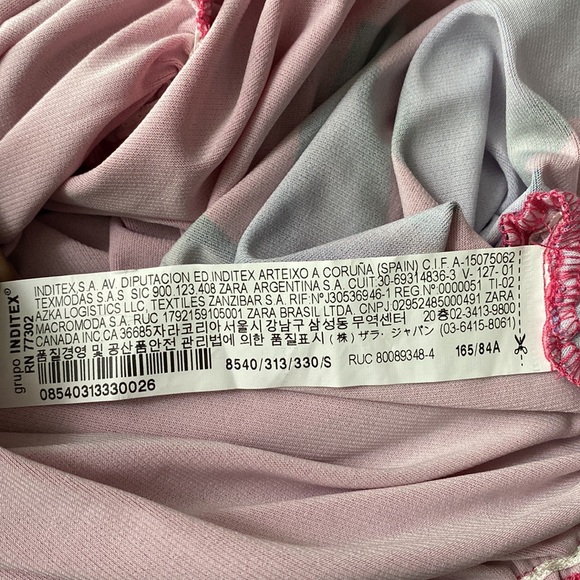 grupo INDITEX®
RN 77302
INDITEX S.A. AV. DIPUTACION ED.INDITEX ARTEIXO A CORUÑA (SPAIN) C I F A-15075062
TEXMODAS S.A.S SIC 900.123.408 ZARA ARGENTINA S.A. CUIT:30-69314836-3 V-127-01
AZKA LOGISTICS LLC, TEXTILES ZANZIBAR S.A. RIF:NºJ30536946-1 REG Nº 0000051 TI-02
MACROMODA S.A. RUC 1792159105001 ZARA BRASIL LTDA. CNPJ 02952485000491 ZARA
CANADA INC.CA 36685자라코리아서울시강남구삼성동무역센터 20층02-3413-9800
품질경영 및 공산품안전 관리법에 의한 품질표시 (株) ザラ・ジャパン (03-6415-8061)
8540/313/330/S RUC 80089348-4 165/84A
08540313330026